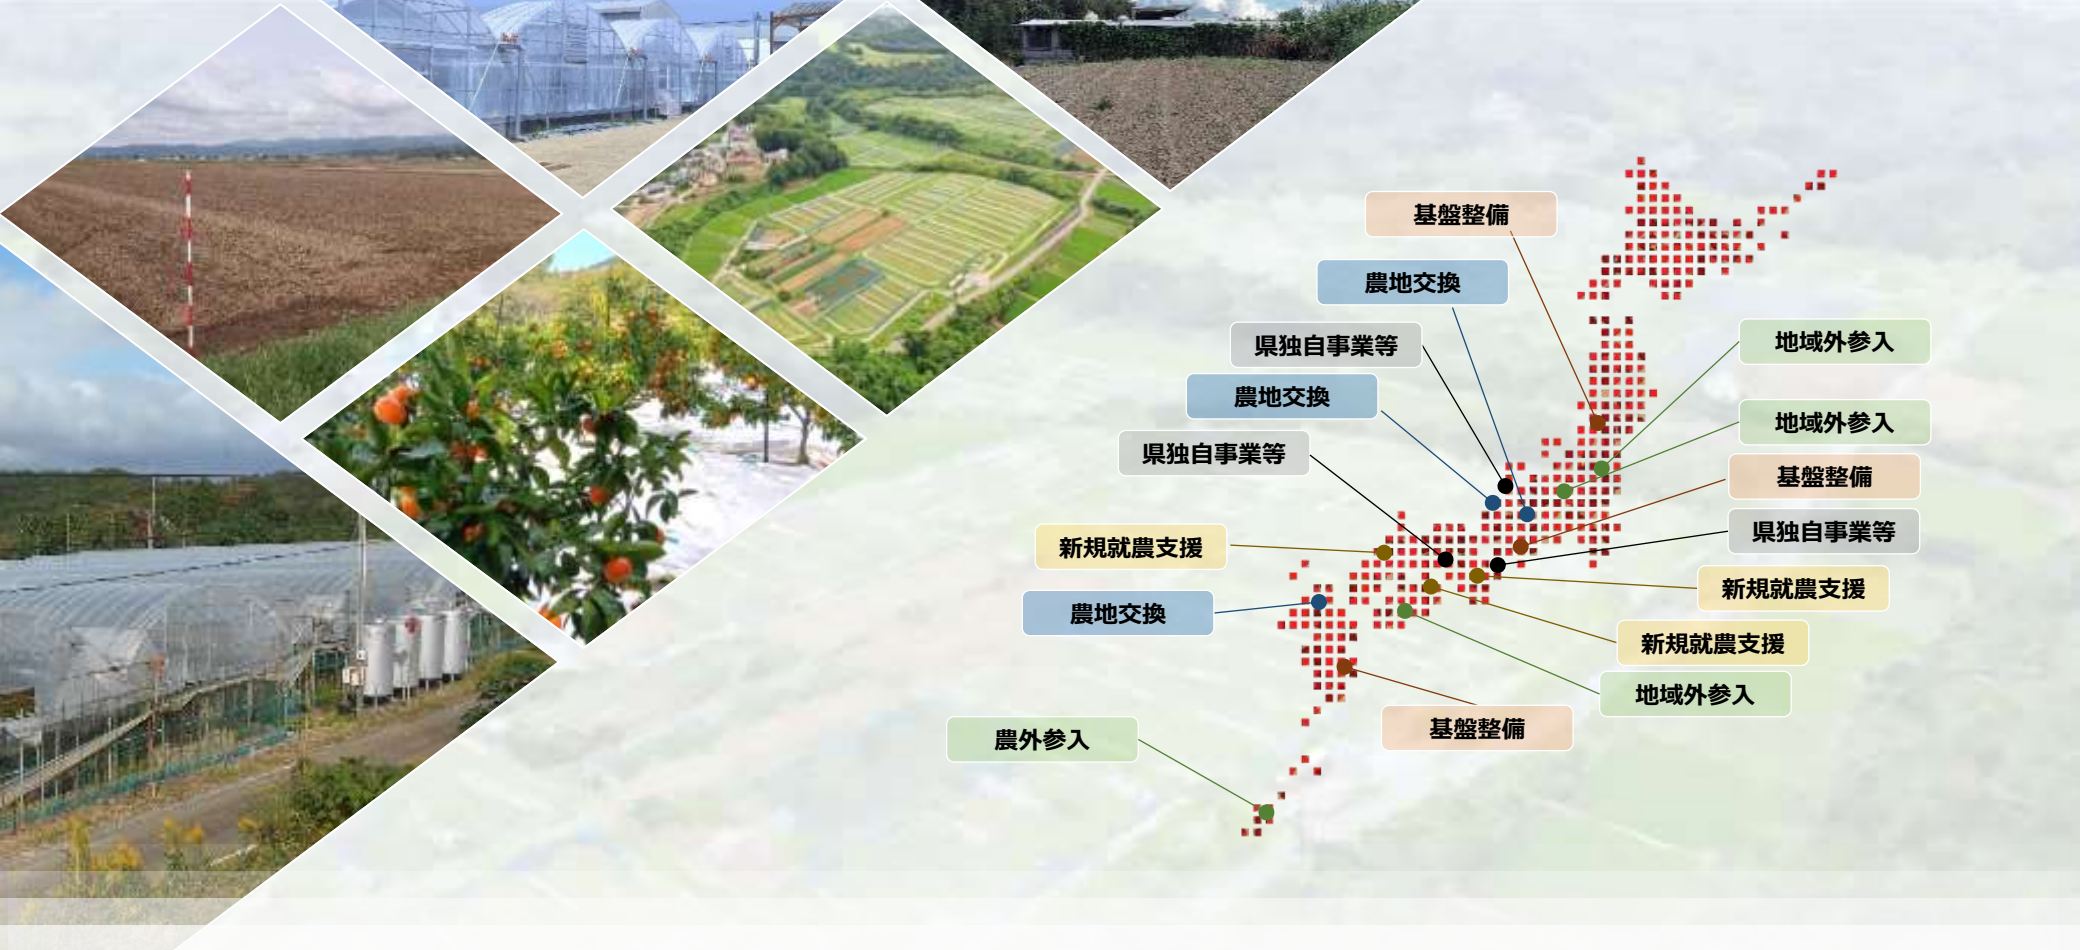 基盤整備
農地交換
県独自事業等
地域外参入
農地交換
地域外参入
県独自事業等
基盤整備
県独自事業等
新規就農支援
新規就農支援
農地交換
新規就農支援
地域外参入
基盤整備
農外参入